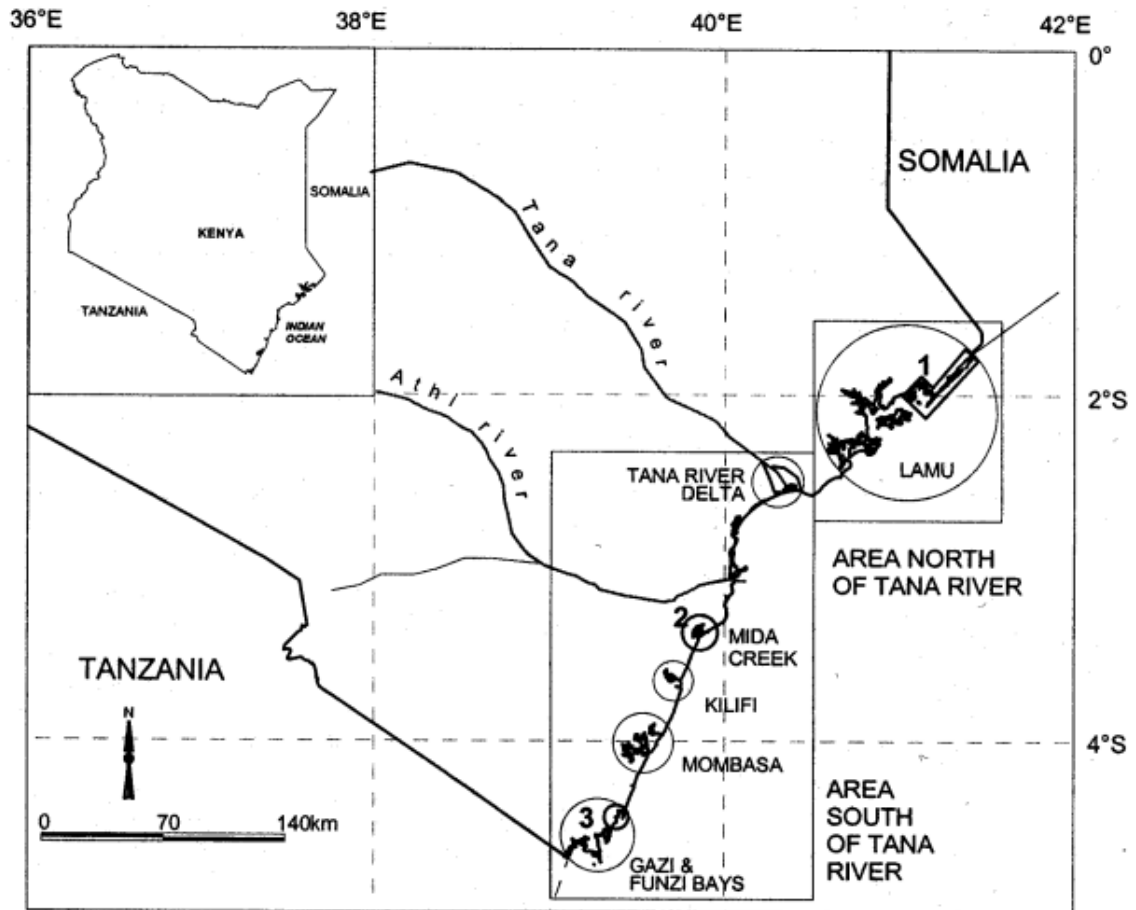 36°E
38°E
40°E
42°E
0°
SOMALIA
SOMALIA
KENYA
TANZANIA
INDIAN
OCEAN
Tana river
Athi river
1
2°S
LAMU
TANA RIVER
DELTA
AREA NORTH
OF TANA RIVER
2
MIDA
CREEK
TANZANIA
KILIFI
N
4°S
MOMBASA
0 70 140km
3
AREA
SOUTH
OF TANA
RIVER
GAZI &
FUNZI BAYS